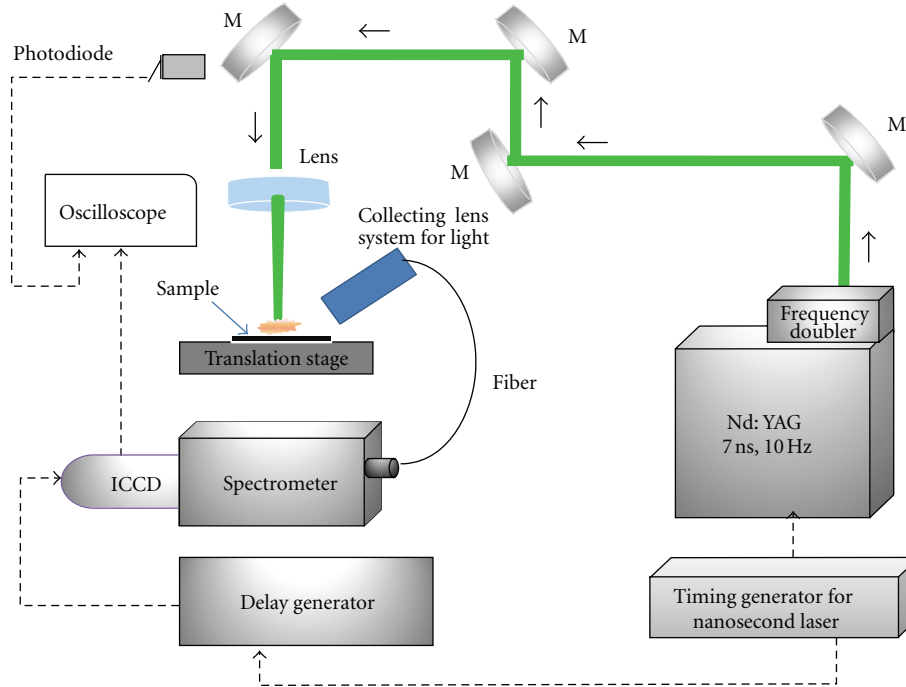 M
M
Photodiode
M
Lens
M
Oscilloscope
Collecting lens
system for light
Sample
Frequency
doubler
Translation stage
Fiber
Nd: YAG
7 ns, 10 Hz
ICCD
Spectrometer
Delay generator
Timing generator for
nanosecond laser